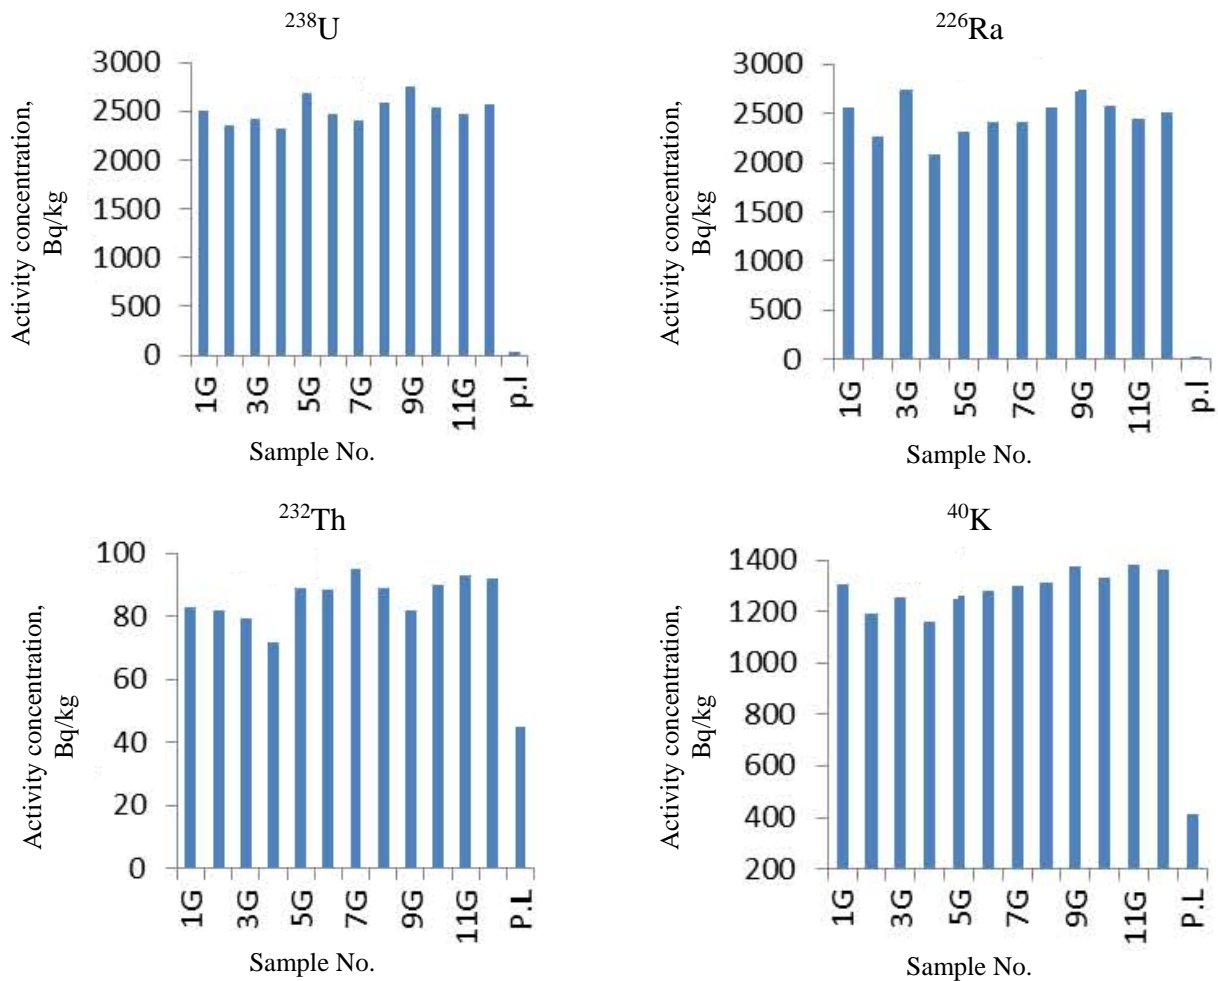 ²³⁸U
Activity concentration,
Bq/kg
3000
2500
2000
1500
1000
500
0
1G 3G 5G 7G 9G 11G p.l
Sample No.
²²⁶Ra
Activity concentration,
Bq/kg
3000
2500
2000
1500
1000
500
0
1G 3G 5G 7G 9G 11G p.l
Sample No.
²³²Th
Activity concentration,
Bq/kg
100
80
60
40
20
0
1G 3G 5G 7G 9G 11G P.L
Sample No.
⁴⁰K
Activity concentration,
Bq/kg
1400
1200
1000
800
600
400
200
1G 3G 5G 7G 9G 11G P.L
Sample No.